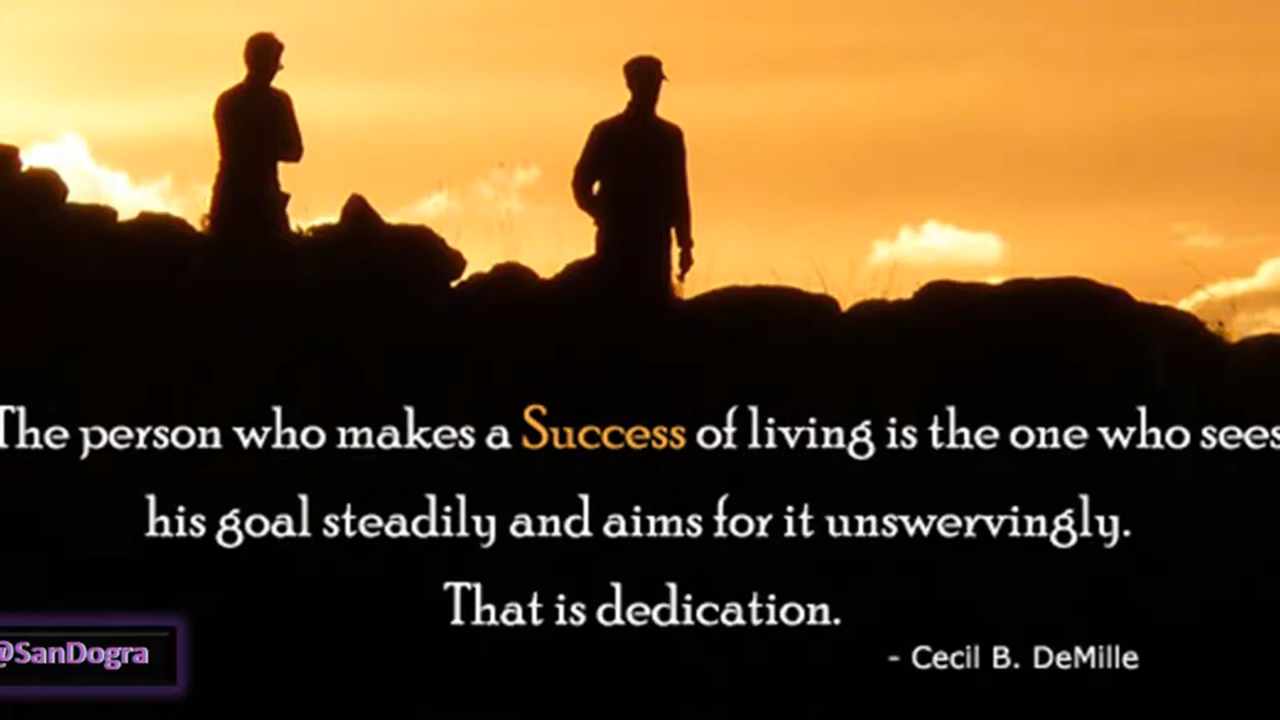 The person who makes a Success of living is the one who sees
his goal steadily and aims for it unswervingly.
That is dedication.
- Cecil B. DeMille
@SanDogra